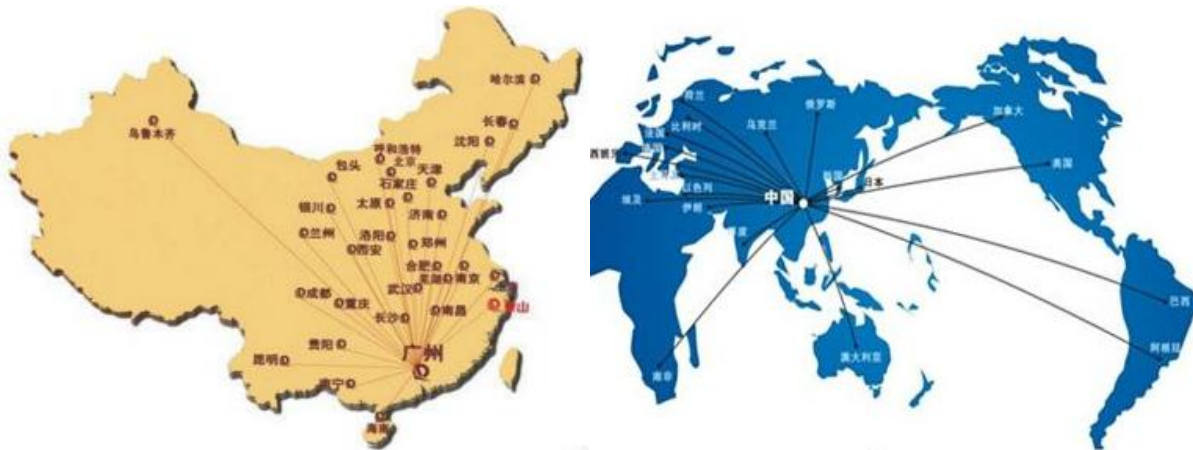 哈尔滨
长春
乌鲁木齐
沈阳
呼和浩特
北京
包头
天津
石家庄
银川
太原
济南
兰州
洛阳
郑州
西安
合肥
芜湖
南京
成都
重庆
武汉
长沙
南昌
贵阳
广州
昆明
南宁
海南
荷兰
俄罗斯
加拿大
比利时
乌克兰
美国
以色列
日本
埃及
伊朗
中国
印度
巴西
澳大利亚
阿根廷
南非